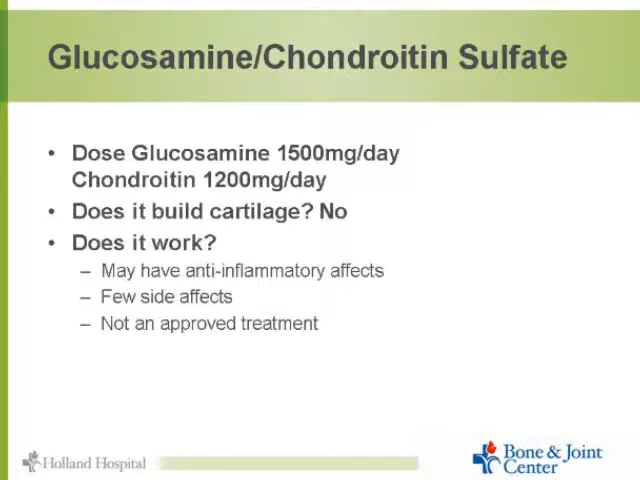 Glucosamine/Chondroitin Sulfate
• Dose Glucosamine 1500mg/day
Chondroitin 1200mg/day
• Does it build cartilage? No
• Does it work?
– May have anti-inflammatory affects
– Few side affects
– Not an approved treatment
Holland Hospital
Bone & Joint
Center